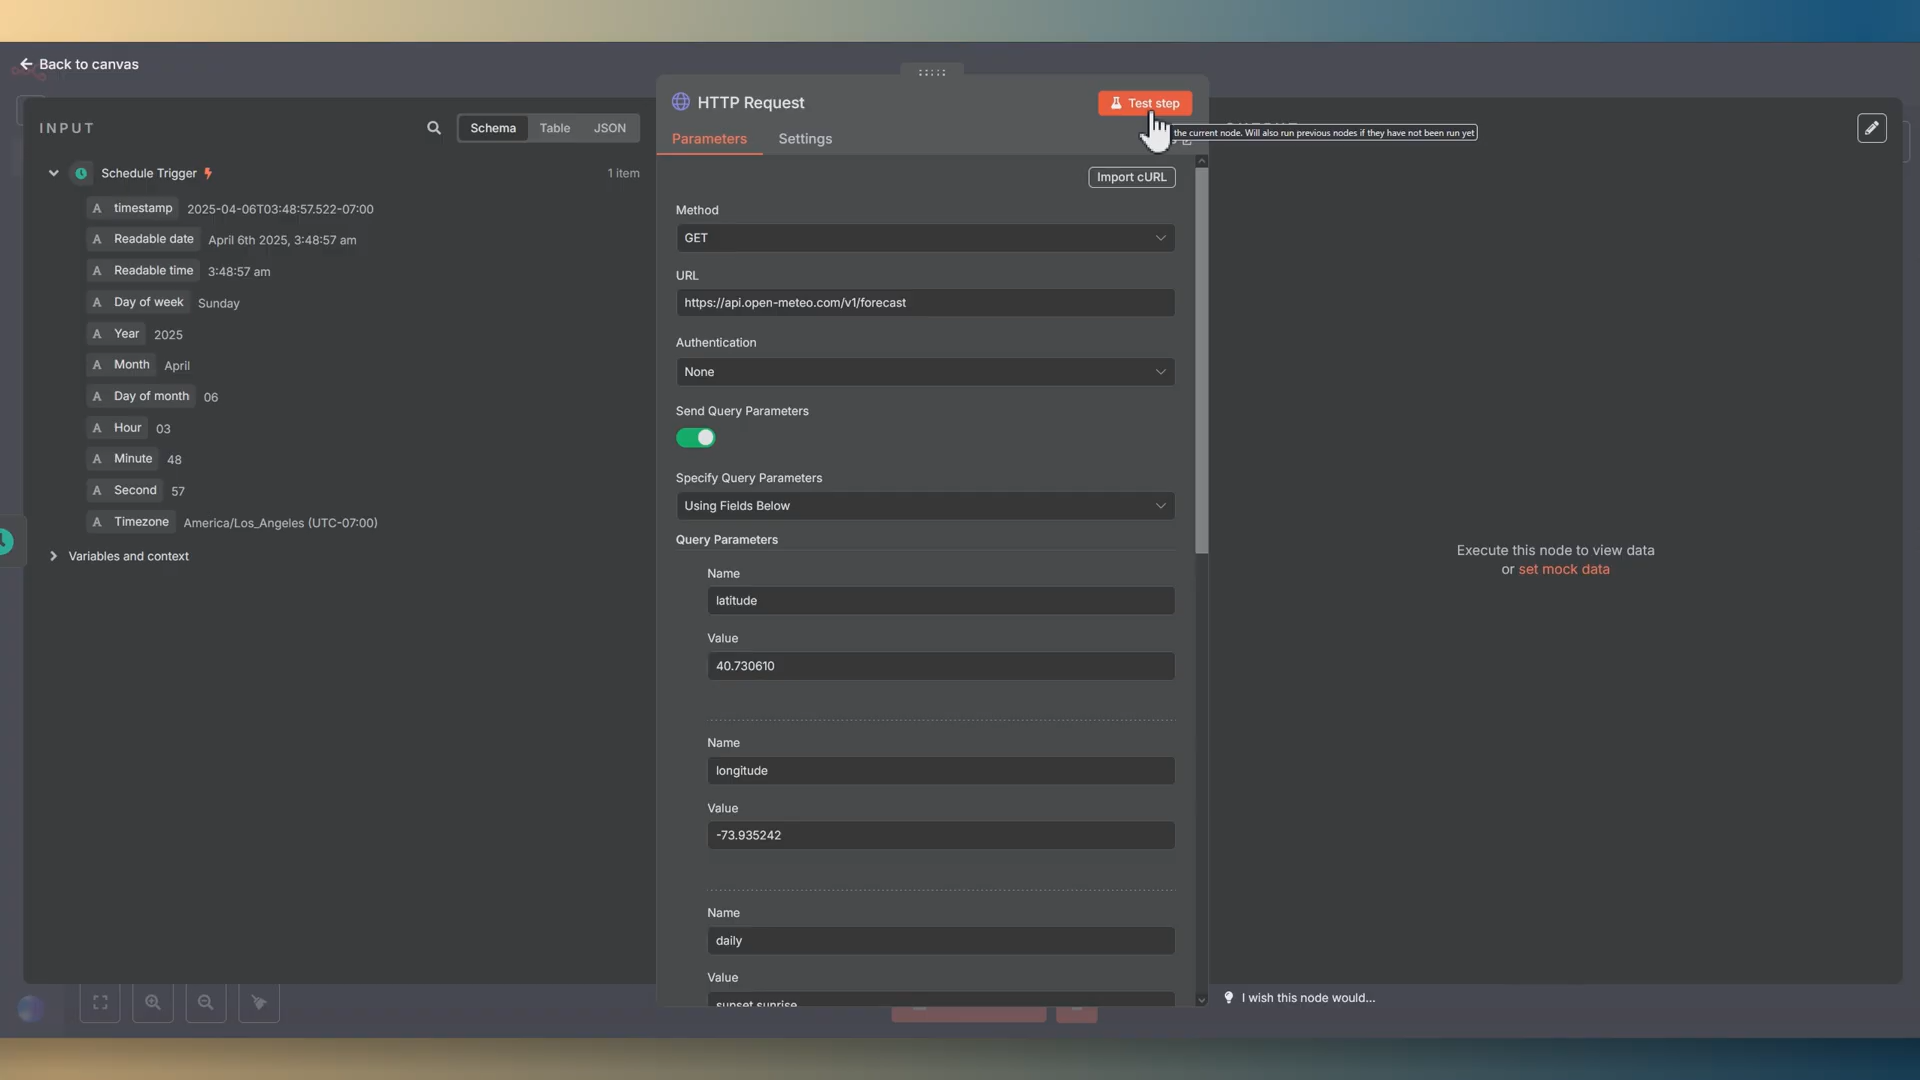 Back to canvas
INPUT
Schema
Table
JSON
Schedule Trigger
1 item
A timestamp 2025-04-06T03:48:57.522-07:00
A Readable date April 6th 2025, 3:48:57 am
A Readable time 3:48:57 am
A Day of week Sunday
A Year 2025
A Month April
A Day of month 06
A Hour 03
A Minute 48
A Second 57
A Timezone America/Los_Angeles (UTC-07:00)
Variables and context
HTTP Request
Test step
the current node. Will also run previous nodes if they have not been run yet
Parameters
Settings
Import cURL
Method
GET
URL
https://api.open-meteo.com/v1/forecast
Authentication
None
Send Query Parameters
Specify Query Parameters
Using Fields Below
Query Parameters
Name
latitude
Value
40.730610
Name
longitude
Value
-73.935242
Name
daily
Value
sunset,sunrise
Execute this node to view data
or set mock data
I wish this node would...